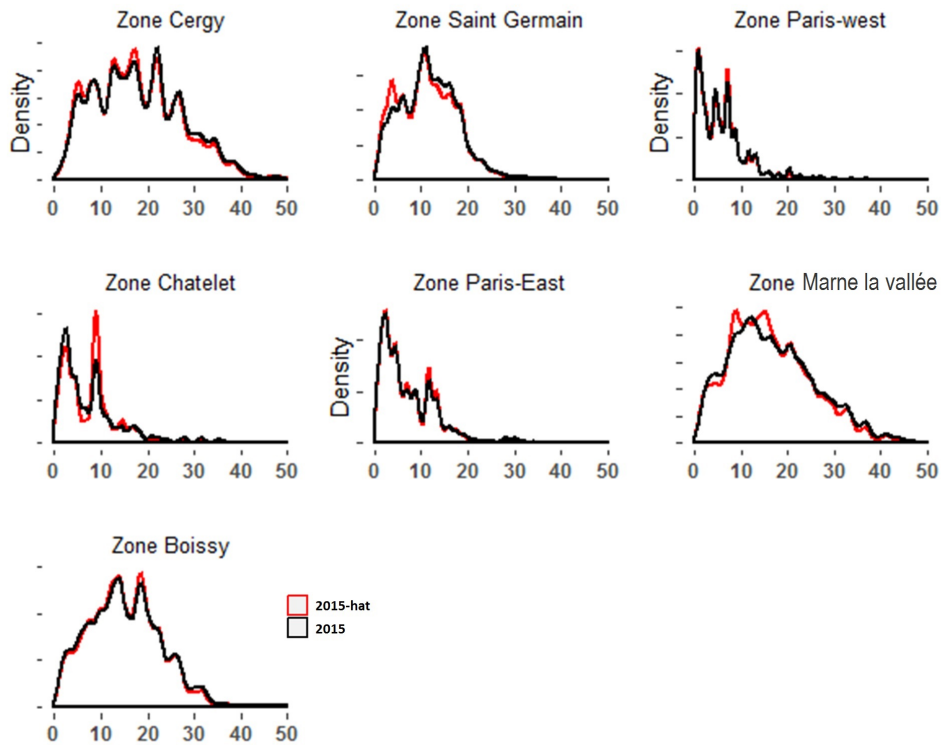 Zone Cergy
Zone Saint Germain
Zone Paris-west
Density
Density
0 10 20 30 40 50
0 10 20 30 40 50
0 10 20 30 40 50
Zone Chatelet
Zone Paris-East
Zone Marne la vallée
Density
0 10 20 30 40 50
0 10 20 30 40 50
0 10 20 30 40 50
Zone Boissy
2015-hat
2015
0 10 20 30 40 50